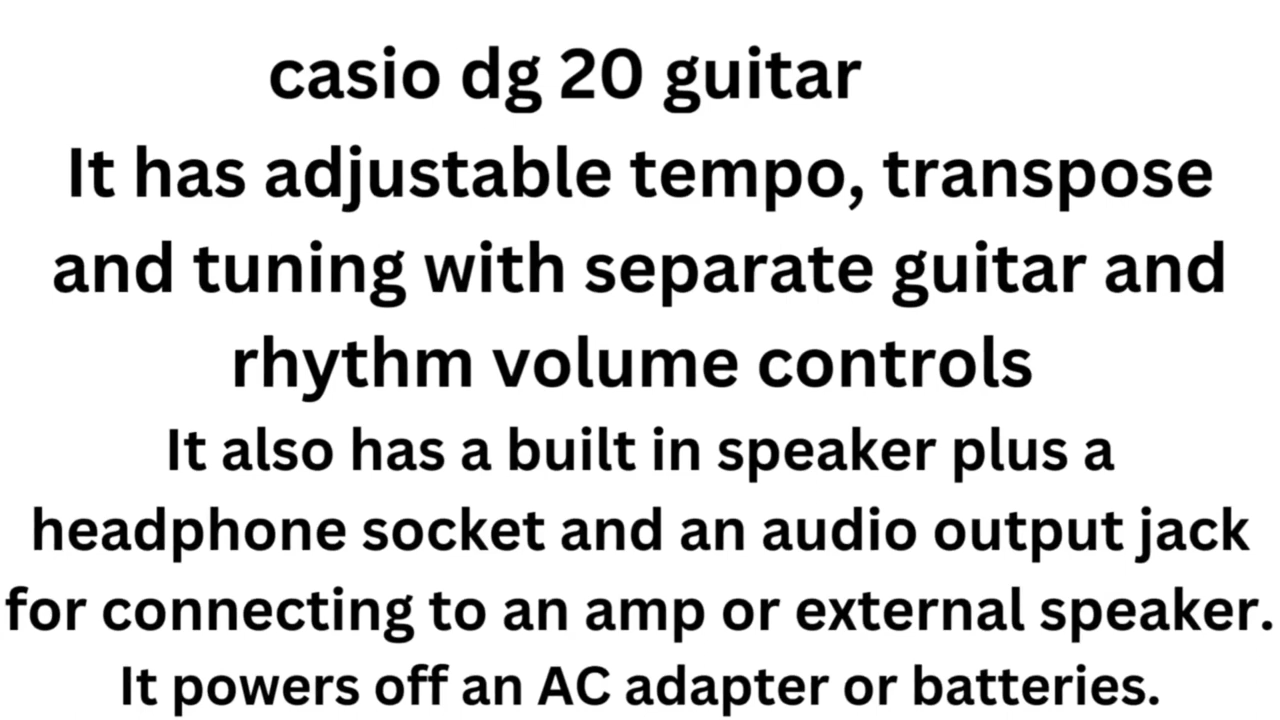 casio dg 20 guitar
It has adjustable tempo, transpose
and tuning with separate guitar and
rhythm volume controls
It also has a built in speaker plus a
headphone socket and an audio output jack
for connecting to an amp or external speaker.
It powers off an AC adapter or batteries.